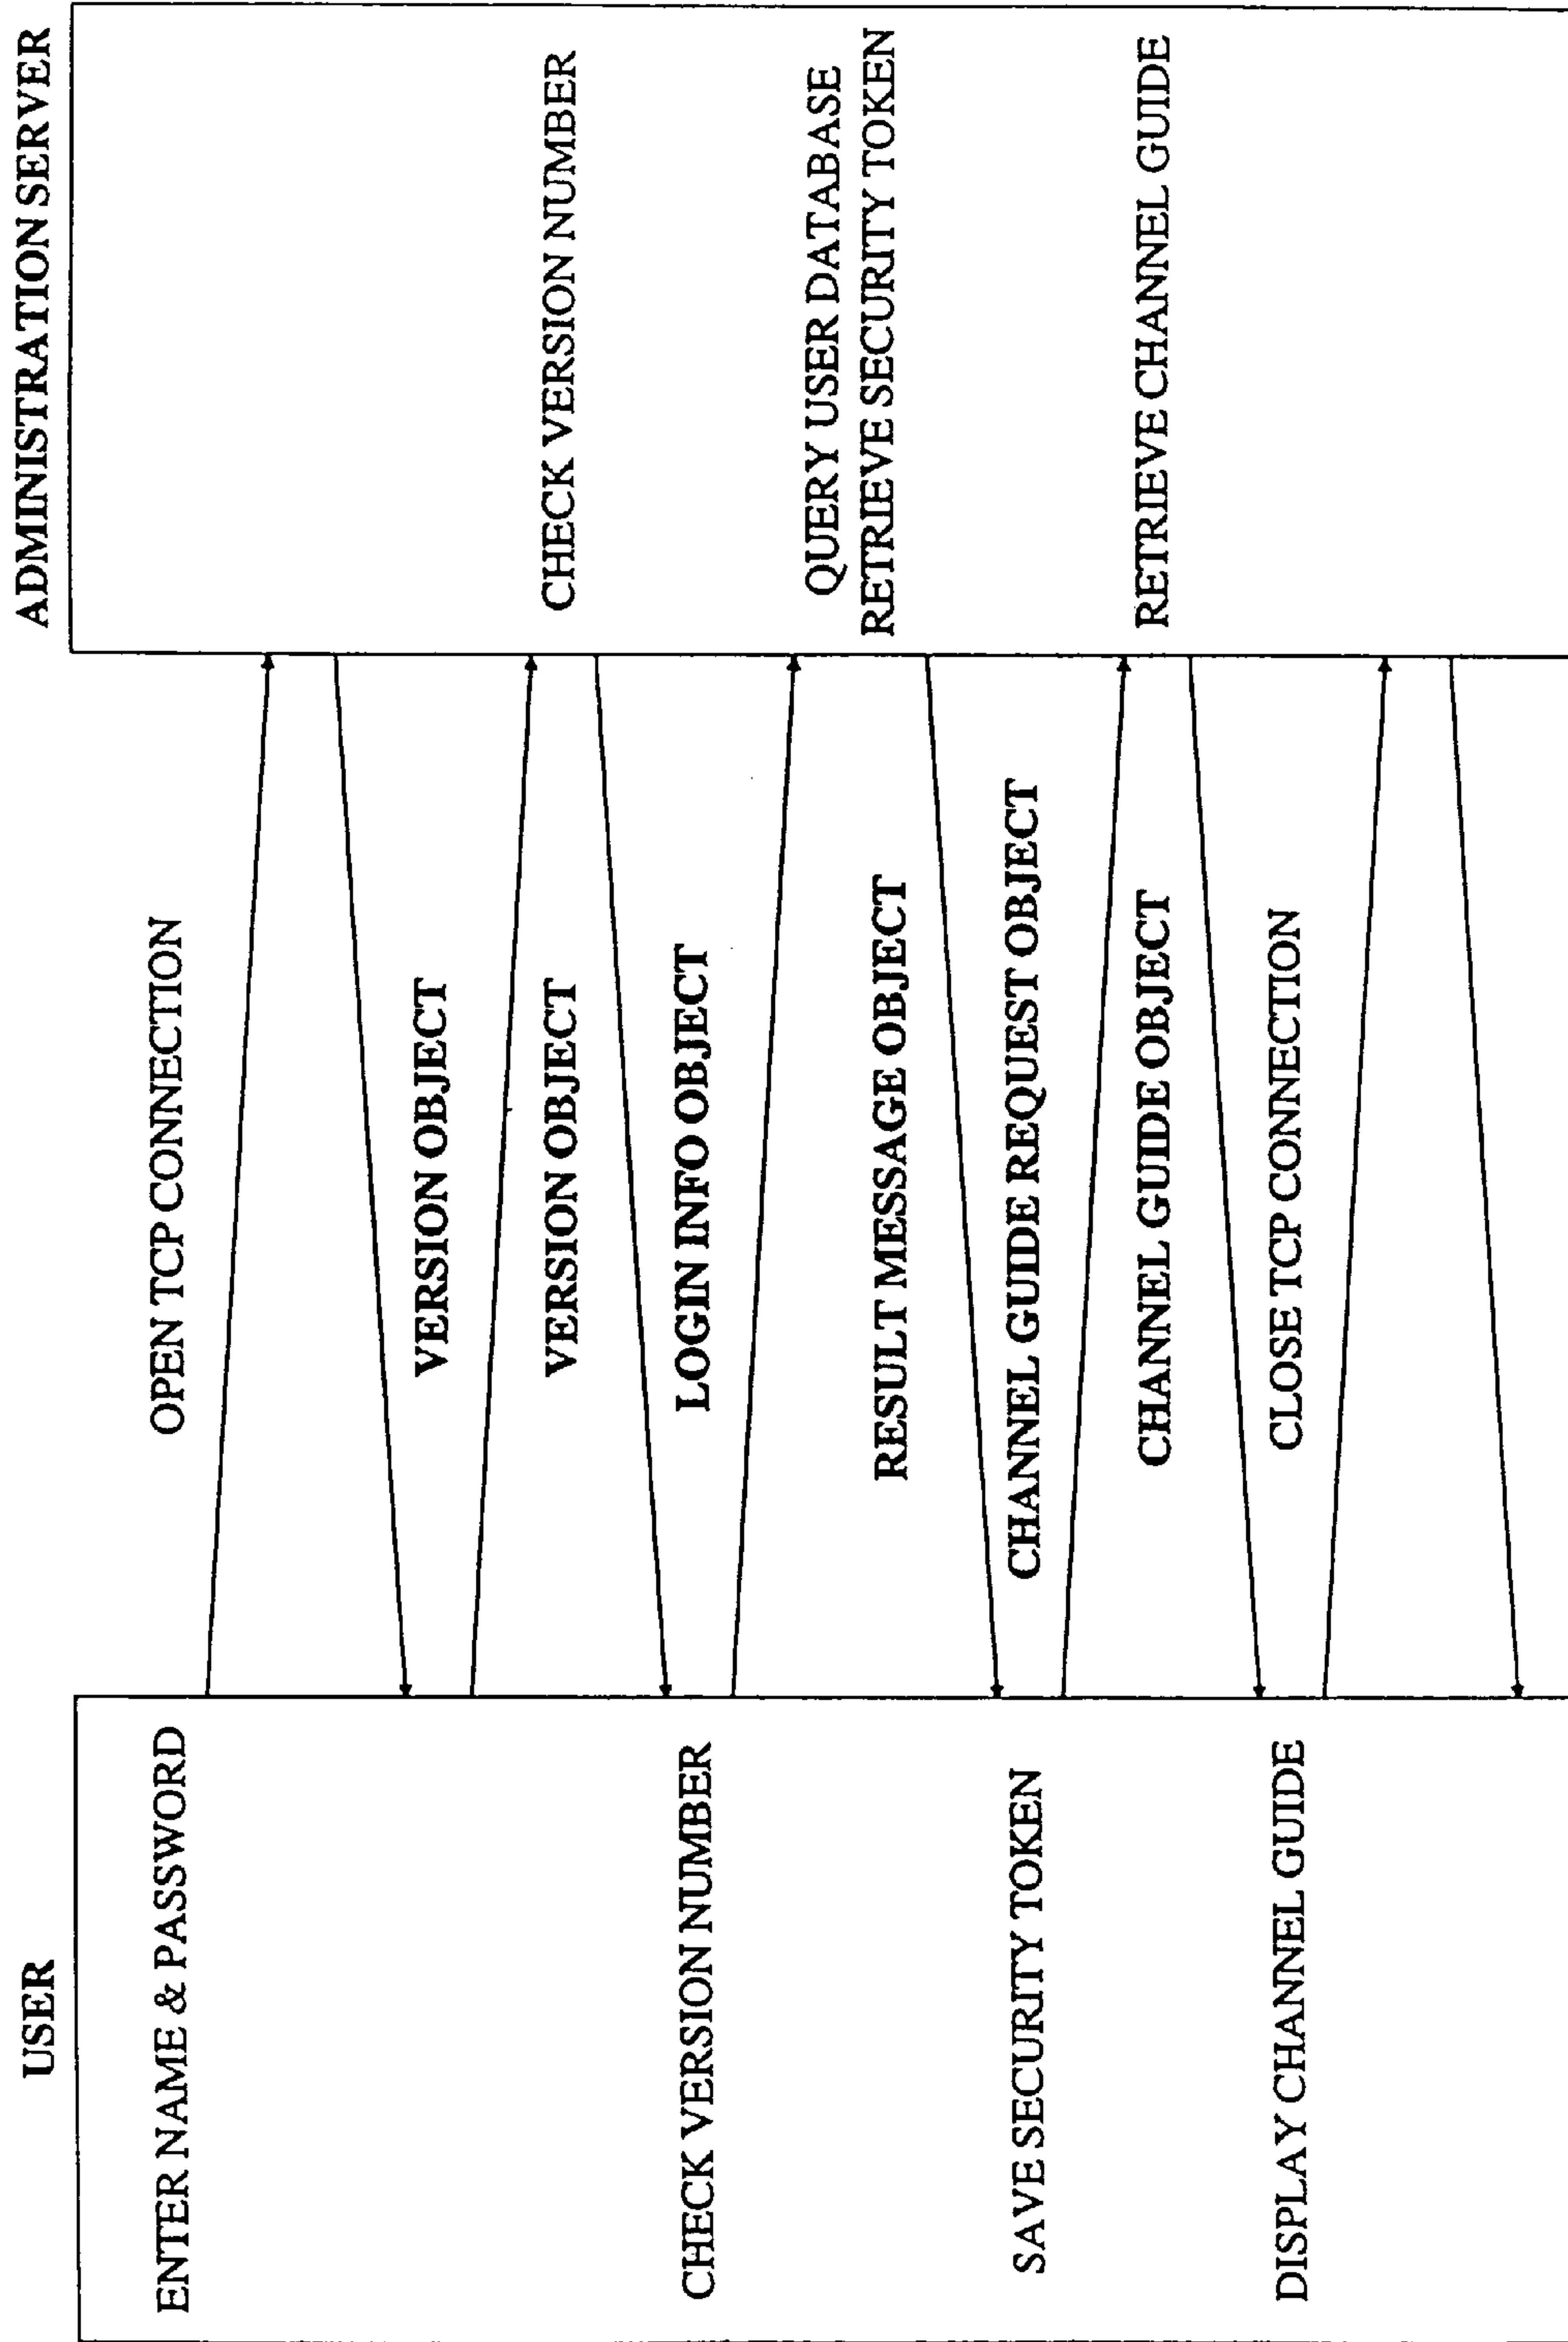 USER
ADMINISTRATION SERVER
ENTER NAME & PASSWORD
OPEN TCP CONNECTION
VERSION OBJECT
VERSION OBJECT
CHECK VERSION NUMBER
CHECK VERSION NUMBER
LOGIN INFO OBJECT
QUERY USER DATABASE
RETRIEVE SECURITY TOKEN
RESULT MESSAGE OBJECT
SAVE SECURITY TOKEN
CHANNEL GUIDE REQUEST OBJECT
CHANNEL GUIDE OBJECT
RETRIEVE CHANNEL GUIDE
DISPLAY CHANNEL GUIDE
CLOSE TCP CONNECTION